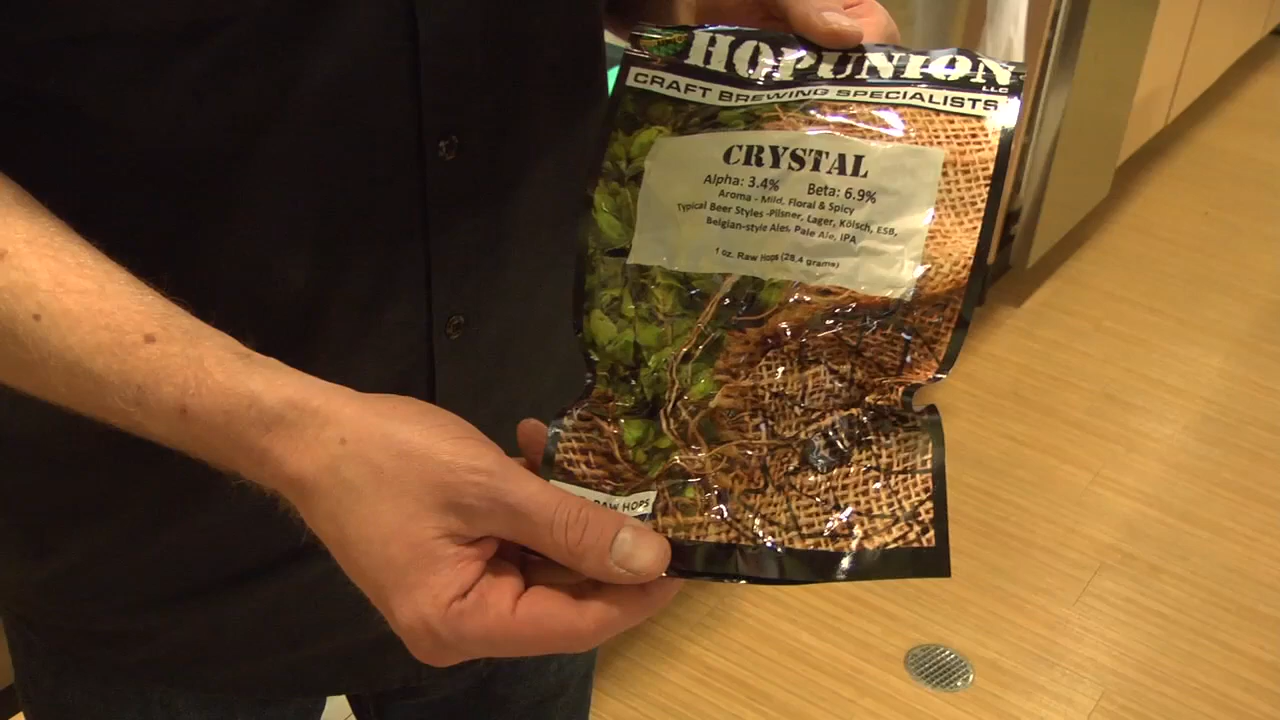 HOPUNION
LLC
CRAFT BREWING SPECIALISTS
CRYSTAL
Alpha: 3.4% Beta: 6.9%
Aroma - Mild, Floral & Spicy
Typical Beer Styles -Pilsner, Lager, Kölsch, ESB,
Belgian-style Ales, Pale Ale, IPA
1 oz. Raw Hops (28.4 grams)
RAW HOPS